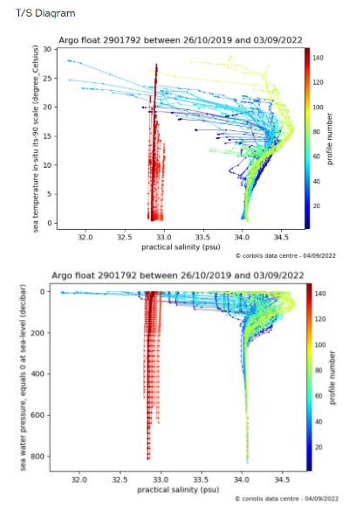 T/S Diagram
Argo float 2901792 between 26/10/2019 and 03/09/2022
30
25
20
15
10
5
0
sea temperature in-situ its-90 scale (degree_Celsius)
32.0 32.5 33.0 33.5 34.0 34.5
practical salinity (psu)
140
120
100
80
60
40
20
profile number
© coriolis data centre - 04/09/2022
Argo float 2901792 between 26/10/2019 and 03/09/2022
0
200
400
600
800
sea water pressure, equals 0 at sea-level (decibar)
32.0 32.5 33.0 33.5 34.0 34.5
practical salinity (psu)
140
120
100
80
60
40
20
profile number
© coriolis data centre - 04/09/2022